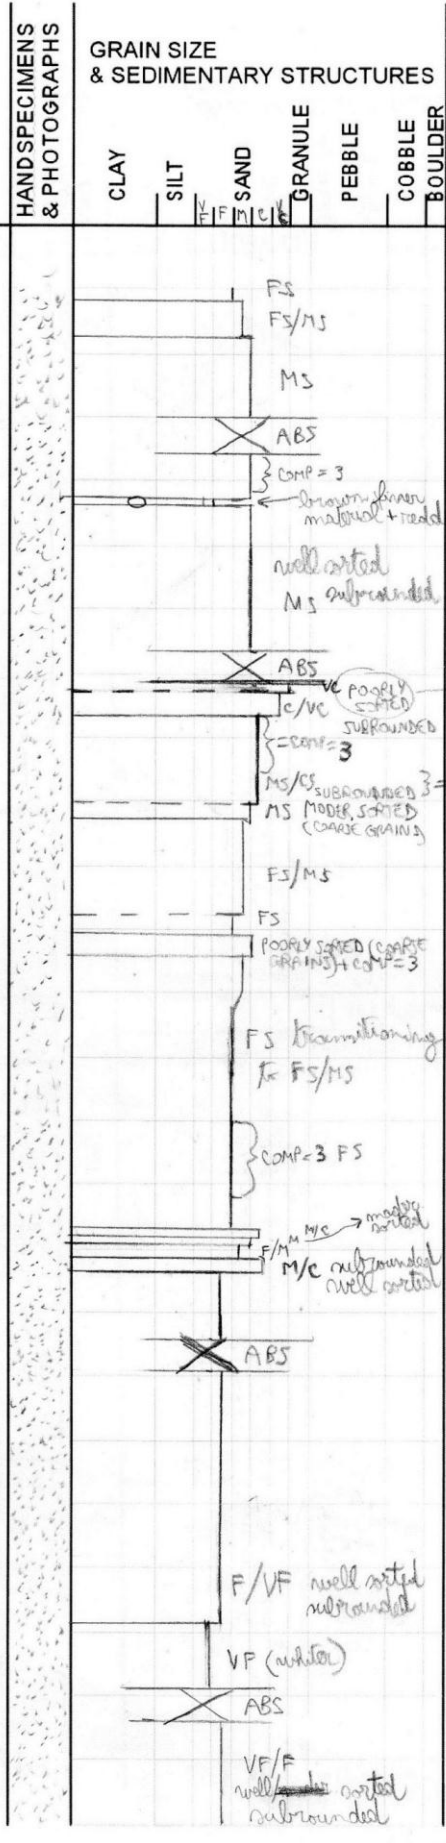 HANDSPECIMENS
& PHOTOGRAPHS
GRAIN SIZE
& SEDIMENTARY STRUCTURES
CLAY
SILT
SAND
GRANULE
PEBBLE
COBBLE
BOULDER
VF F M C VC
FS
FS/MS
MS
ABS
COMP = 3
brown finer
material + redd
well sorted
subrounded
MS
ABS
VC POORLY
SORTED
C/VC
SUBROUNDED
= COMP = 3
MS/CS SUBROUNDED } =
MS MODER. SORTED
(COARSE GRAINS)
FS/MS
FS
POORLY SORTED (COARSE
GRAINS) + COMP = 3
FS transitioning
to FS/MS
COMP = 3 FS
moder
sorted
F/M M M/C
M/C subrounded
well sorted
ABS
F/VF well sorted
subrounded
VF (whiter)
ABS
VF/F
well/ sorted
subrounded